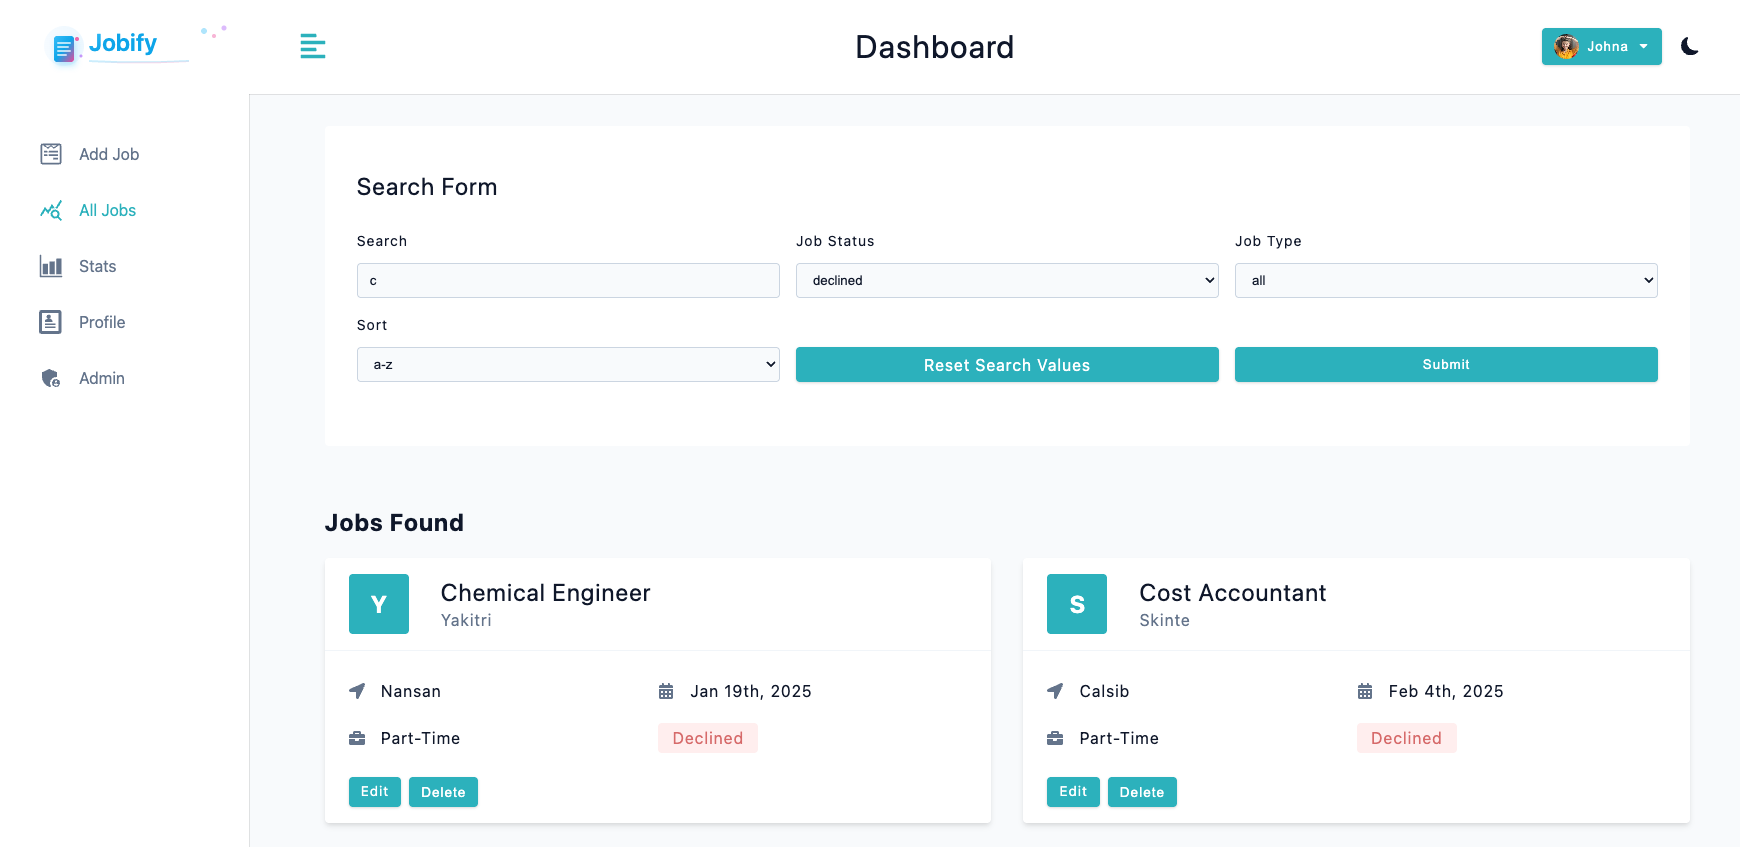 Jobify
Dashboard
Johna
Add Job
All Jobs
Stats
Profile
Admin
Search Form
Search
Job Status
Job Type
c
declined
all
Sort
a-z
Reset Search Values
Submit
Jobs Found
Y
Chemical Engineer
Yakitri
Nansan
Jan 19th, 2025
Part-Time
Declined
Edit
Delete
S
Cost Accountant
Skinte
Calsib
Feb 4th, 2025
Part-Time
Declined
Edit
Delete